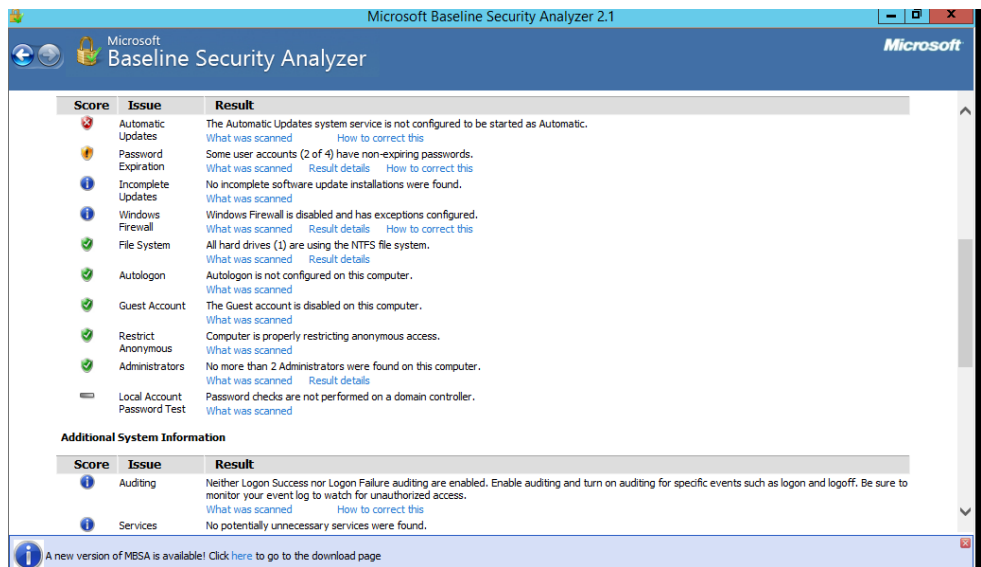 Microsoft Baseline Security Analyzer 2.1
Microsoft
Baseline Security Analyzer
Microsoft
Score Issue Result
Automatic Updates
The Automatic Updates system service is not configured to be started as Automatic.
What was scanned How to correct this
Password Expiration
Some user accounts (2 of 4) have non-expiring passwords.
What was scanned Result details How to correct this
Incomplete Updates
No incomplete software update installations were found.
What was scanned
Windows Firewall
Windows Firewall is disabled and has exceptions configured.
What was scanned Result details How to correct this
File System
All hard drives (1) are using the NTFS file system.
What was scanned Result details
Autologon
Autologon is not configured on this computer.
What was scanned
Guest Account
The Guest account is disabled on this computer.
What was scanned
Restrict Anonymous
Computer is properly restricting anonymous access.
What was scanned
Administrators
No more than 2 Administrators were found on this computer.
What was scanned Result details
Local Account Password Test
Password checks are not performed on a domain controller.
What was scanned
Additional System Information
Score Issue Result
Auditing
Neither Logon Success nor Logon Failure auditing are enabled. Enable auditing and turn on auditing for specific events such as logon and logoff. Be sure to
monitor your event log to watch for unauthorized access.
What was scanned How to correct this
Services
No potentially unnecessary services were found.
A new version of MBSA is available! Click here to go to the download page